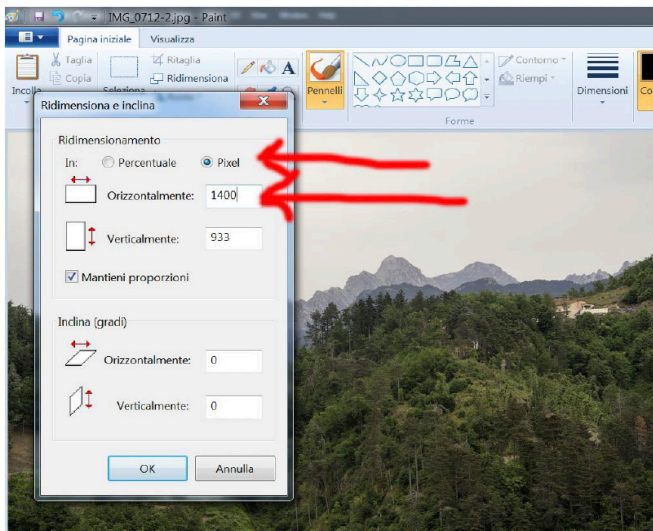 IMG_0712-2.jpg - Paint
Pagina iniziale Visualizza
Taglia Ritaglia Contorno
Copia Ridimensiona A Riempi
Incolla Seleziona Pennelli Dimensioni
Forme
Ridimensiona e inclina
Ridimensionamento
In: Percentuale Pixel
Orizzontalmente: 1400
Verticalmente: 933
Mantieni proporzioni
Inclina (gradi)
Orizzontalmente: 0
Verticalmente: 0
OK Annulla